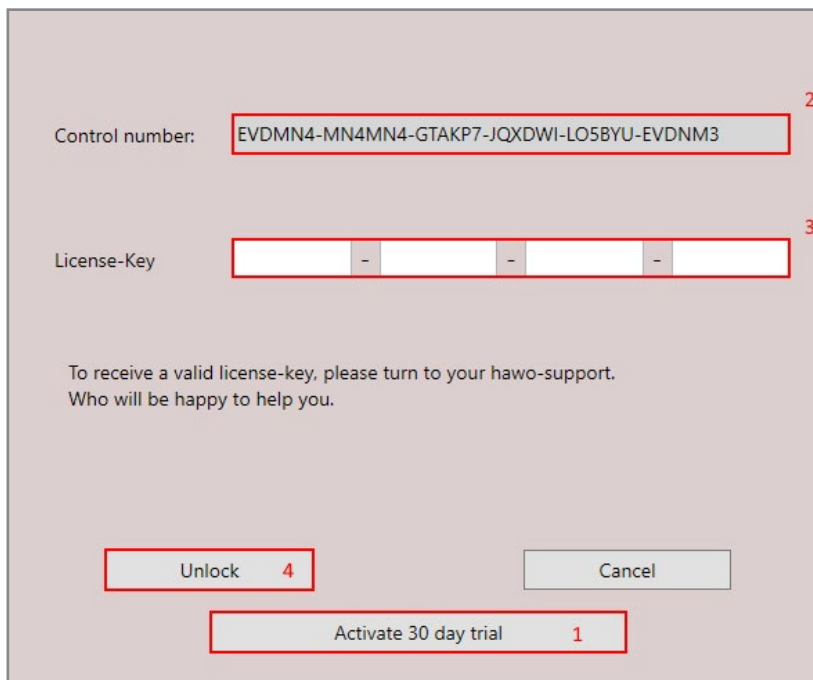 2
Control number: EVDMN4-MN4MN4-GTAKP7-JQXDWI-LO5BYU-EVDNM3
3
License-Key - - -
To receive a valid license-key, please turn to your hawo-support.
Who will be happy to help you.
Unlock 4 Cancel
Activate 30 day trial 1